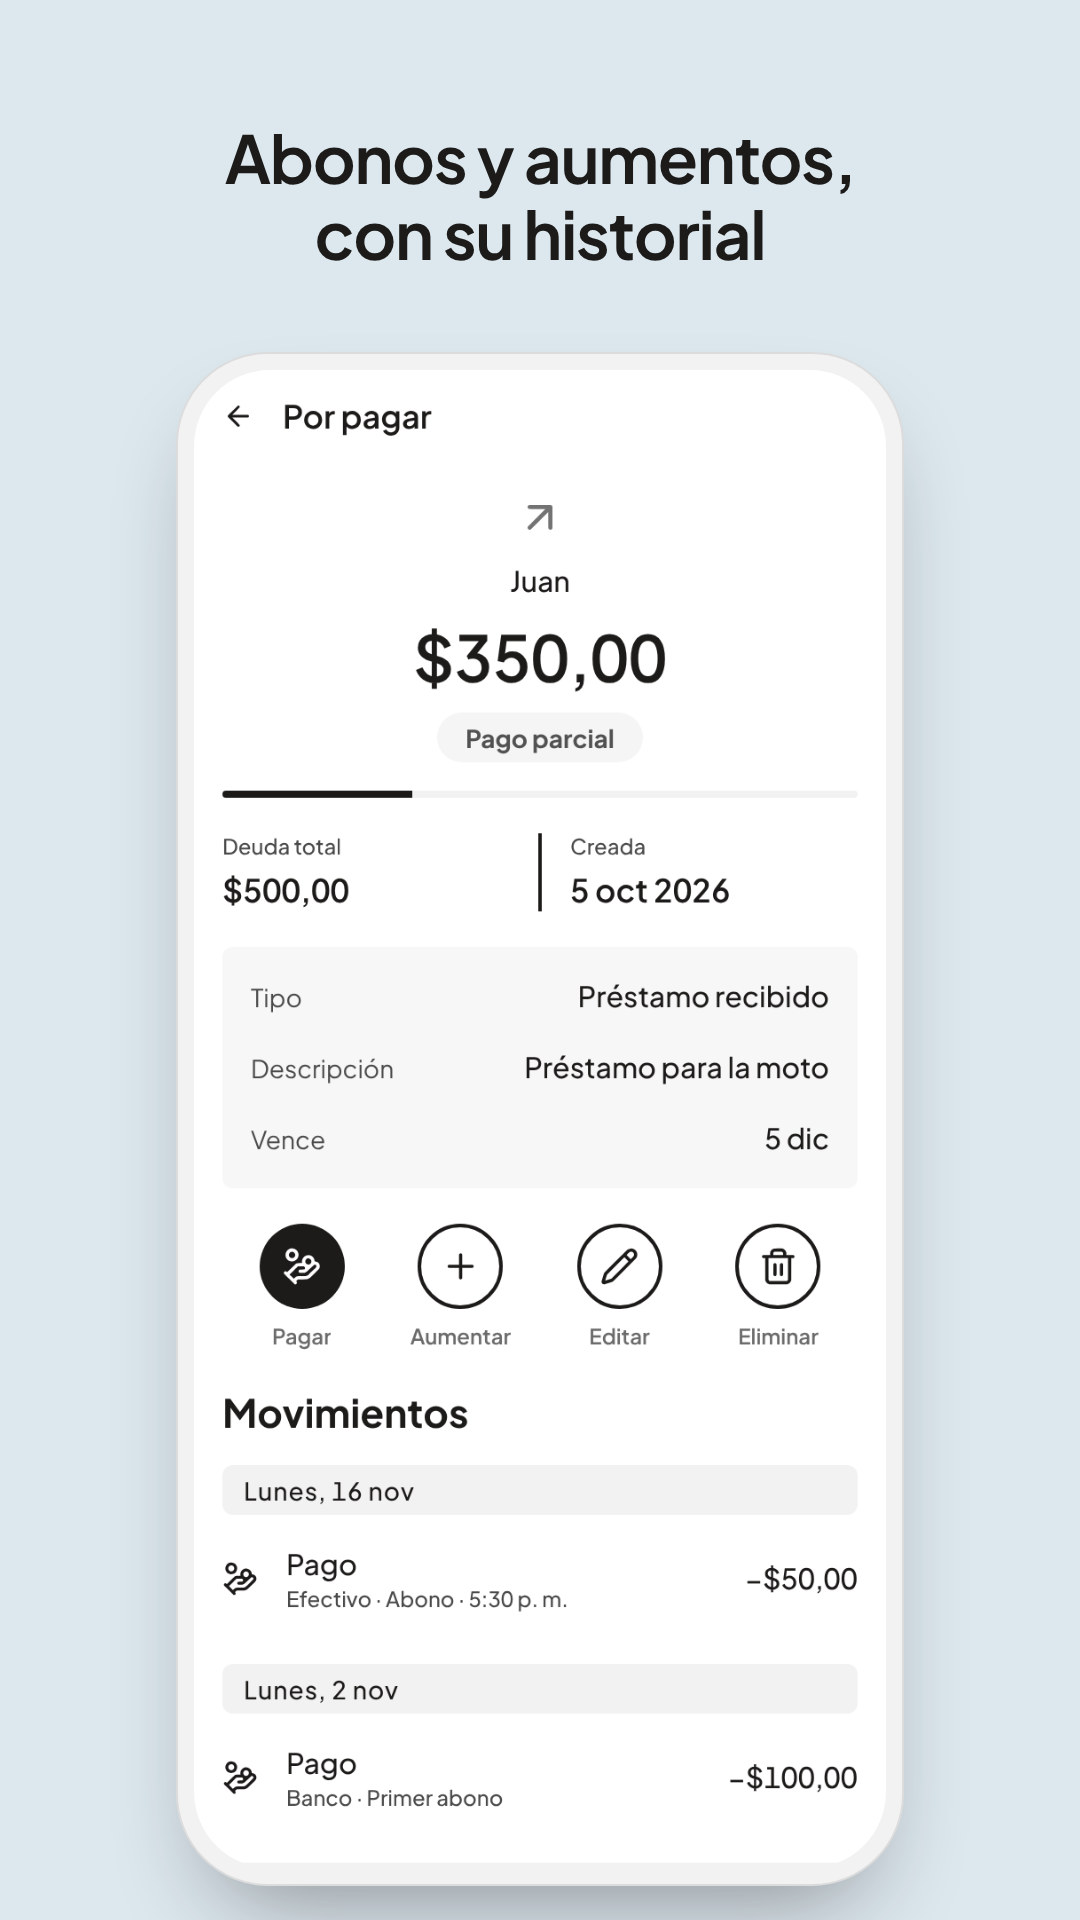 Abonos y aumentos,
con su historial
Por pagar
Juan
$350,00
Pago parcial
Deuda total
$500,00
Creada
5 oct 2026
Tipo
Préstamo recibido
Descripción
Préstamo para la moto
Vence
5 dic
Pagar
Aumentar
Editar
Eliminar
Movimientos
Lunes, 16 nov
Pago
Efectivo · Abono · 5:30 p. m.
−$50,00
Lunes, 2 nov
Pago
Banco · Primer abono
−$100,00